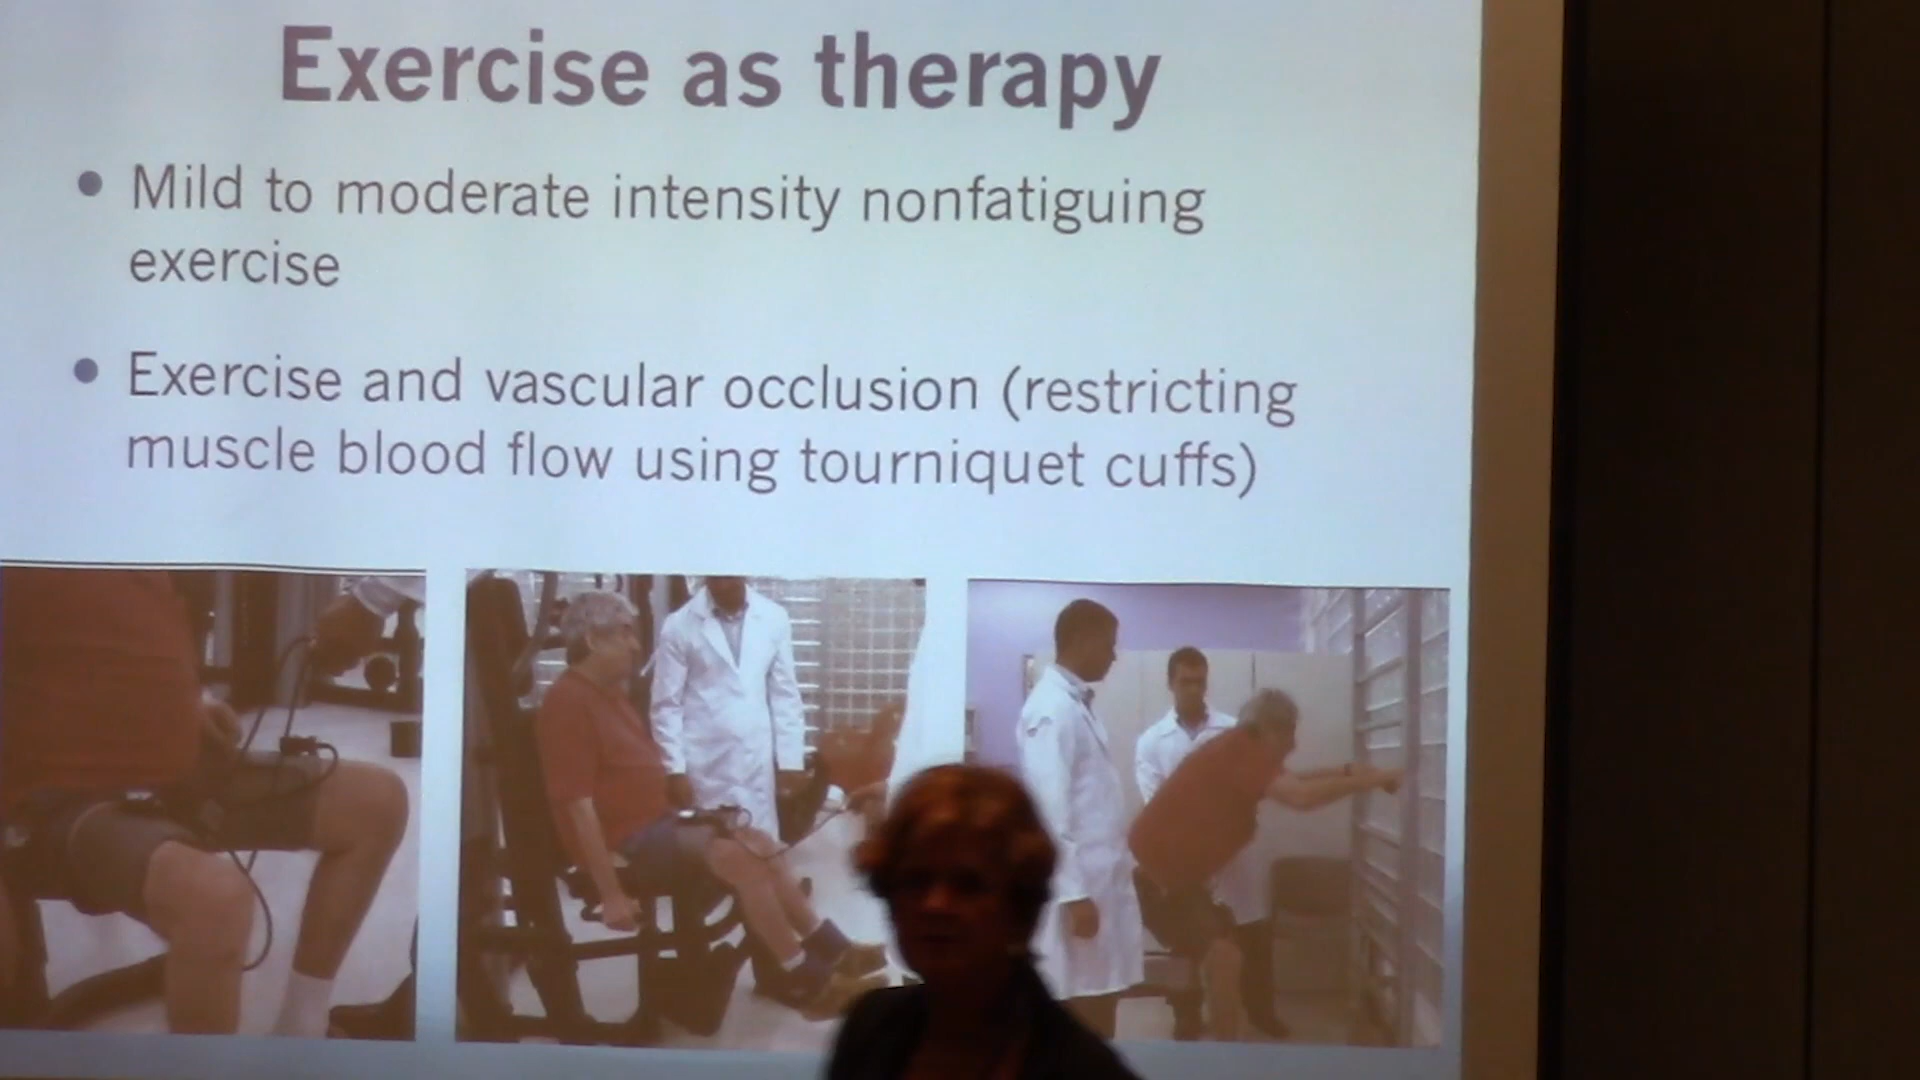 Exercise as therapy
• Mild to moderate intensity nonfatiguing
exercise
• Exercise and vascular occlusion (restricting
muscle blood flow using tourniquet cuffs)